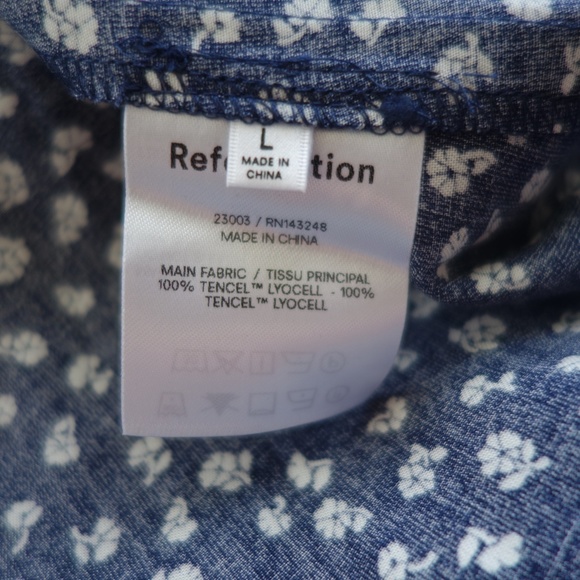 L
MADE IN
CHINA
23003 / RN143248
MADE IN CHINA
MAIN FABRIC / TISSU PRINCIPAL
100% TENCEL™ LYOCELL - 100%
TENCEL™ LYOCELL